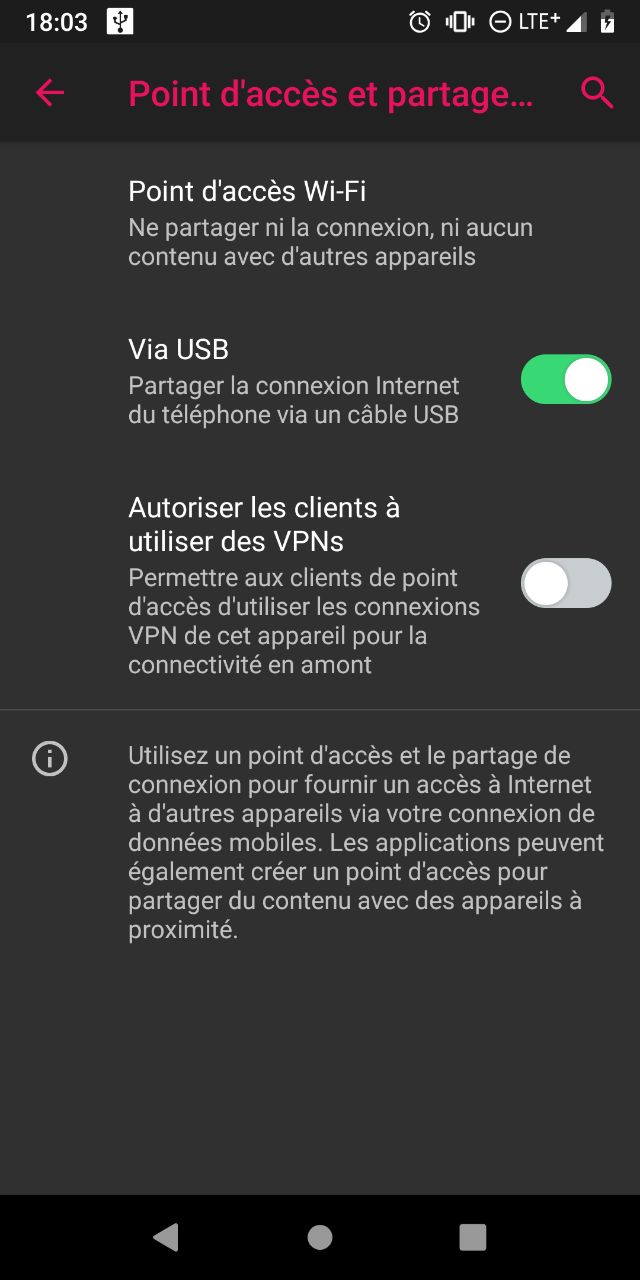 18:03
LTE+
Point d'accès et partage…
Point d'accès Wi-Fi
Ne partager ni la connexion, ni aucun
contenu avec d'autres appareils
Via USB
Partager la connexion Internet
du téléphone via un câble USB
Autoriser les clients à
utiliser des VPNs
Permettre aux clients de point
d'accès d'utiliser les connexions
VPN de cet appareil pour la
connectivité en amont
Utilisez un point d'accès et le partage de
connexion pour fournir un accès à Internet
à d'autres appareils via votre connexion de
données mobiles. Les applications peuvent
également créer un point d'accès pour
partager du contenu avec des appareils à
proximité.